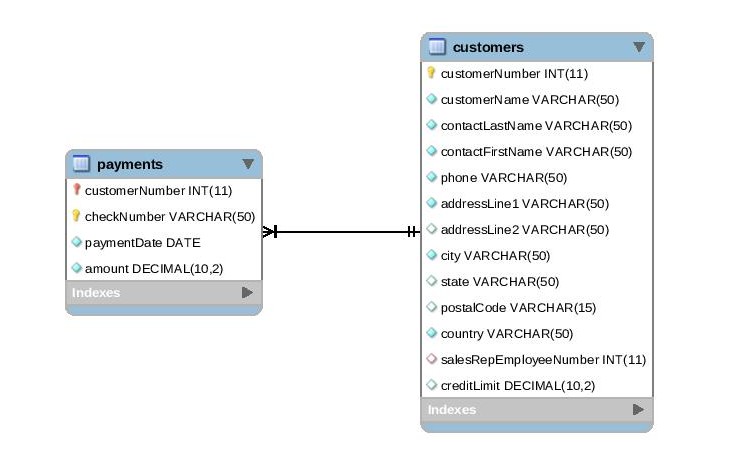 payments
customerNumber INT(11)
checkNumber VARCHAR(50)
paymentDate DATE
amount DECIMAL(10,2)
Indexes
customers
customerNumber INT(11)
customerName VARCHAR(50)
contactLastName VARCHAR(50)
contactFirstName VARCHAR(50)
phone VARCHAR(50)
addressLine1 VARCHAR(50)
addressLine2 VARCHAR(50)
city VARCHAR(50)
state VARCHAR(50)
postalCode VARCHAR(15)
country VARCHAR(50)
salesRepEmployeeNumber INT(11)
creditLimit DECIMAL(10,2)
Indexes